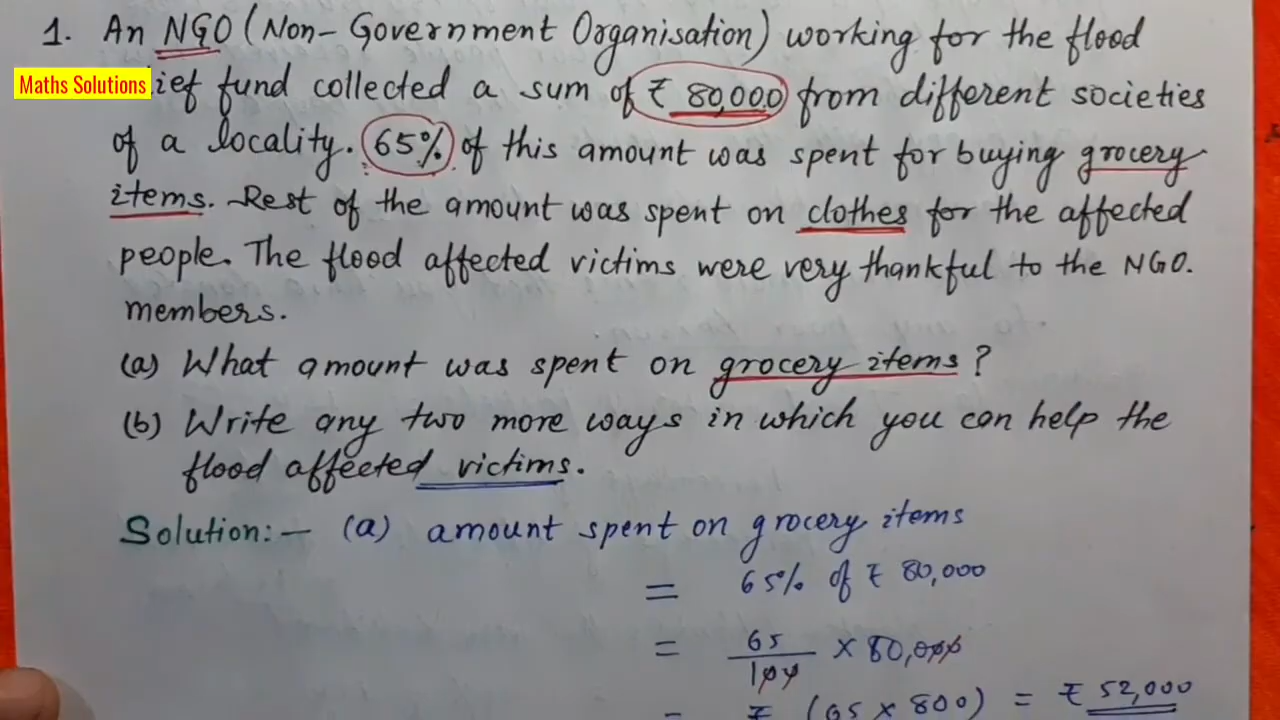 1. An NGO (Non-Government Organisation) working for the flood
Maths Solutions
ief fund collected a sum of ₹ 80,000 from different societies
of a locality. 65% of this amount was spent for buying grocery
items. Rest of the amount was spent on clothes for the affected
people. The flood affected victims were very thankful to the NGO.
members.
(a) What amount was spent on grocery items?
(b) Write any two more ways in which you can help the
flood affected victims.
Solution:- (a) amount spent on grocery items
= 65% of ₹ 80,000
= 65/100 × 80,000
= ₹ (65 × 800) = ₹ 52,000